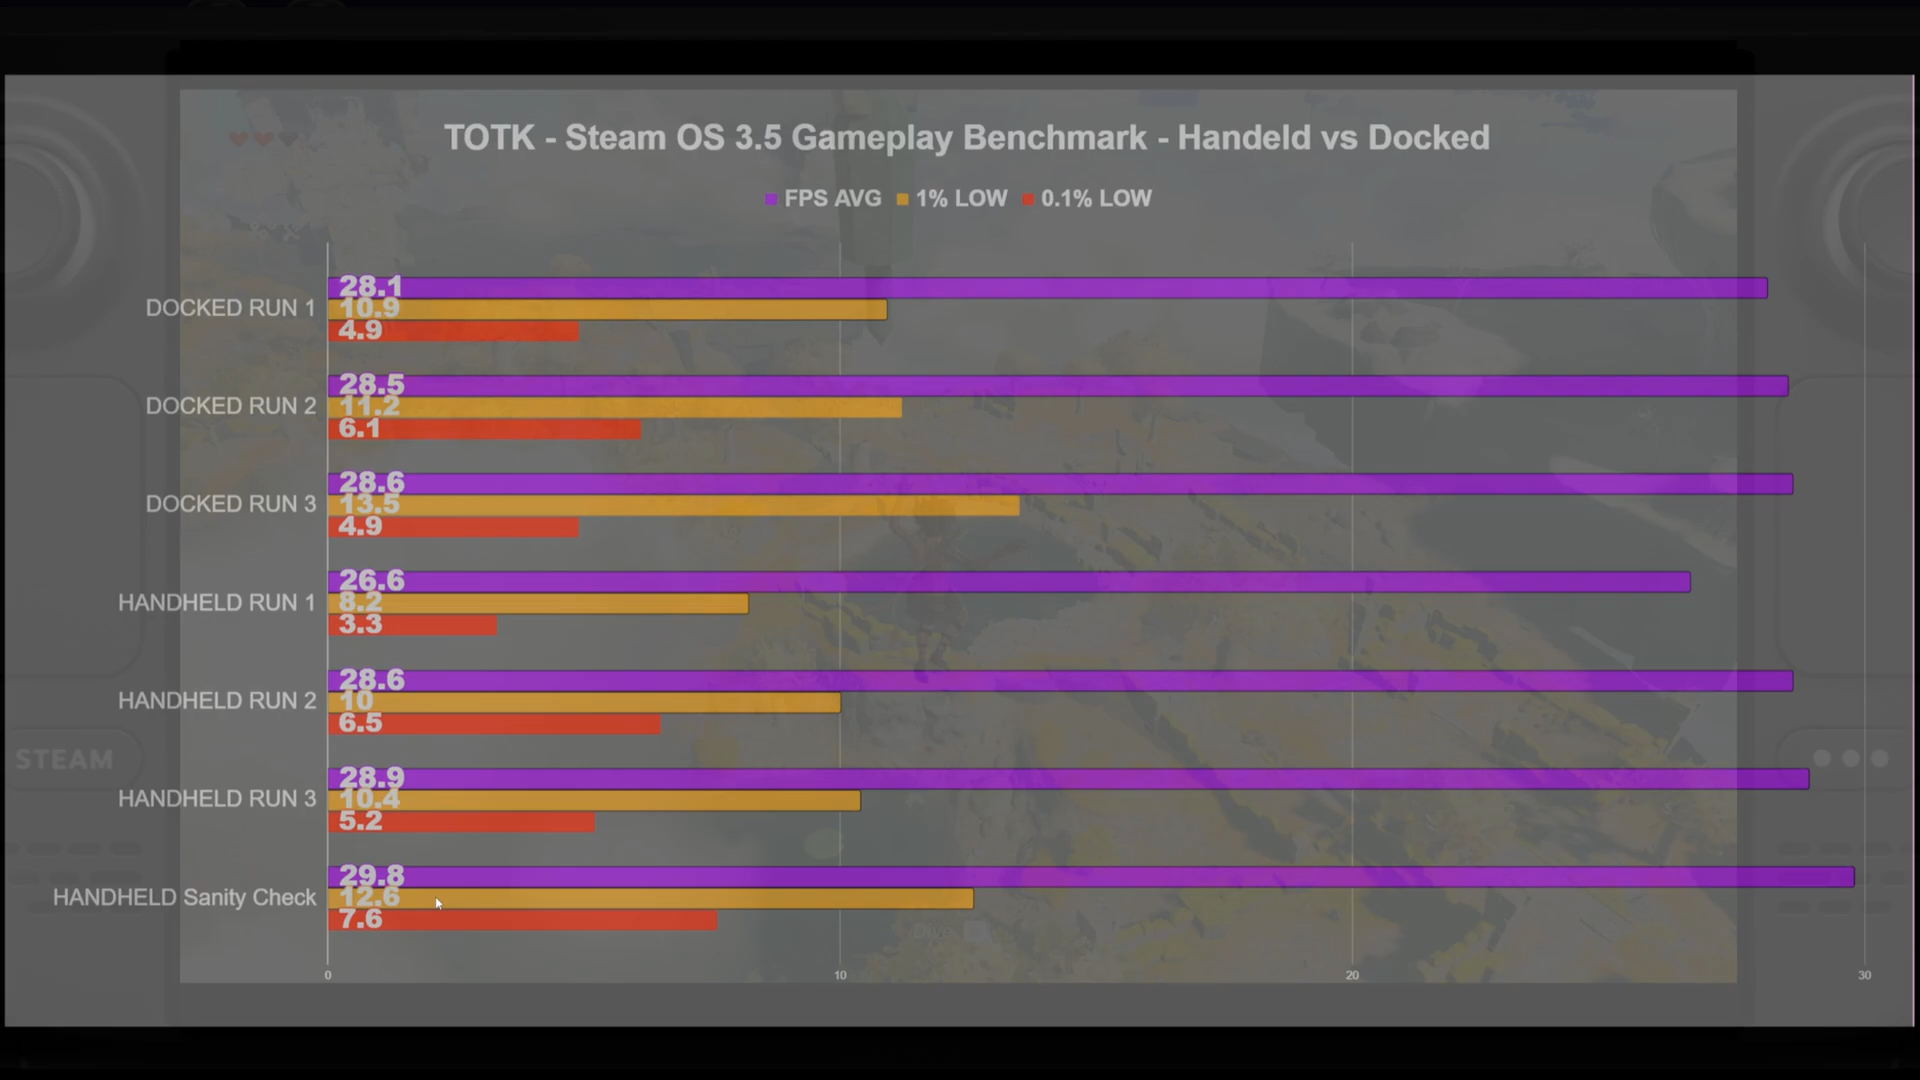 TOTK - Steam OS 3.5 Gameplay Benchmark - Handeld vs Docked
FPS AVG 1% LOW 0.1% LOW
DOCKED RUN 1
28.1
10.9
4.9
DOCKED RUN 2
28.5
11.2
6.1
DOCKED RUN 3
28.6
13.5
4.9
HANDHELD RUN 1
26.6
8.2
3.3
HANDHELD RUN 2
28.6
10
6.5
STEAM
HANDHELD RUN 3
28.9
10.4
5.2
HANDHELD Sanity Check
29.8
12.6
7.6
0 10 20 30